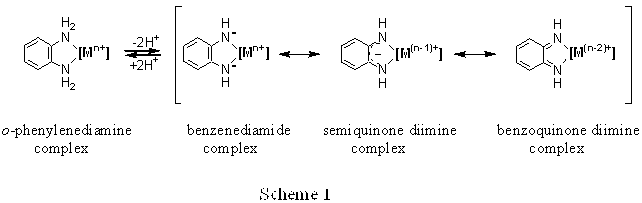 H₂
N
[Mⁿ⁺]
N
H₂
-2H⁺
+2H⁺
H
N
-
[Mⁿ⁺]
N
-
H
H
N
-
[M⁽ⁿ⁻¹⁾⁺]
N
H
H
N
[M⁽ⁿ⁻²⁾⁺]
N
H
o-phenylenediamine
complex
benzenediamide
complex
semiquinone diimine
complex
benzoquinone diimine
complex
Scheme 1